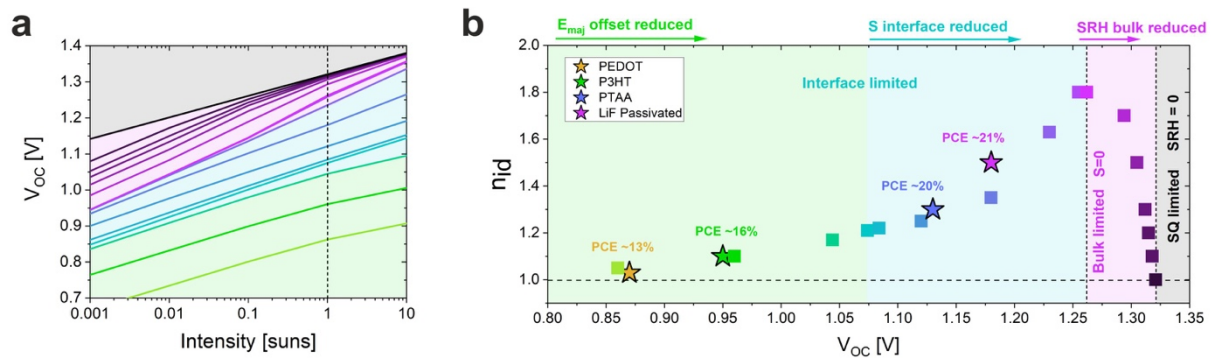 a
1.4
1.3
1.2
1.1
1.0
0.9
0.8
0.7
V_OC [V]
0.001 0.01 0.1 1 10
Intensity [suns]
b
E_maj offset reduced
S interface reduced
SRH bulk reduced
2.0
1.8
1.6
1.4
1.2
1.0
n_id
PEDOT
P3HT
PTAA
LiF Passivated
Interface limited
PCE ~21%
PCE ~20%
PCE ~16%
PCE ~13%
Bulk limited S=0
SQ limited SRH = 0
0.80 0.85 0.90 0.95 1.00 1.05 1.10 1.15 1.20 1.25 1.30 1.35
V_OC [V]